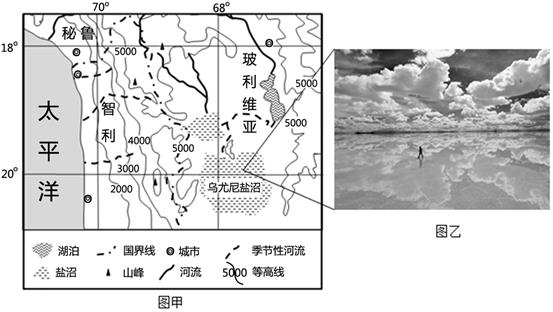 70° 68°
秘鲁
18°
5000
玻利维亚
5000
智利
太平洋
5000
4000
5000
3000
20°
乌尤尼盐沼
2000
湖泊 国界线 城市 季节性河流
盐沼 山峰 河流 5000 等高线
图甲
图乙